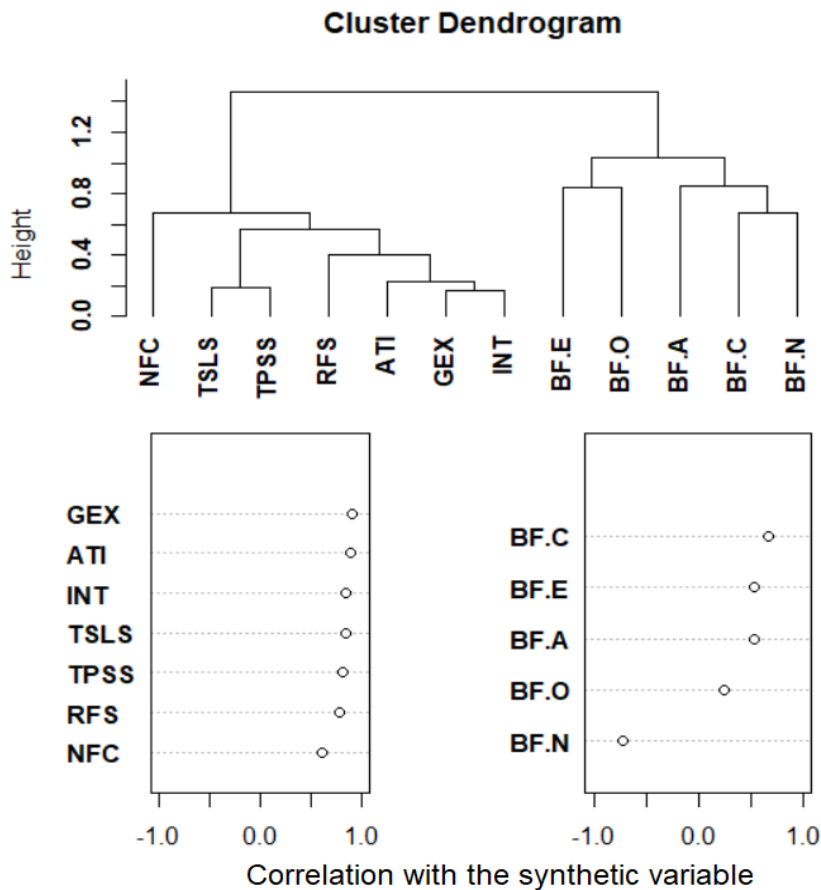 Cluster Dendrogram
Height
0.0 0.4 0.8 1.2
NFC TSLS TPSS RFS ATI GEX INT BF.E BF.O BF.A BF.C BF.N
GEX
ATI
INT
TSLS
TPSS
RFS
NFC
-1.0 0.0 1.0
BF.C
BF.E
BF.A
BF.O
BF.N
-1.0 0.0 1.0
Correlation with the synthetic variable